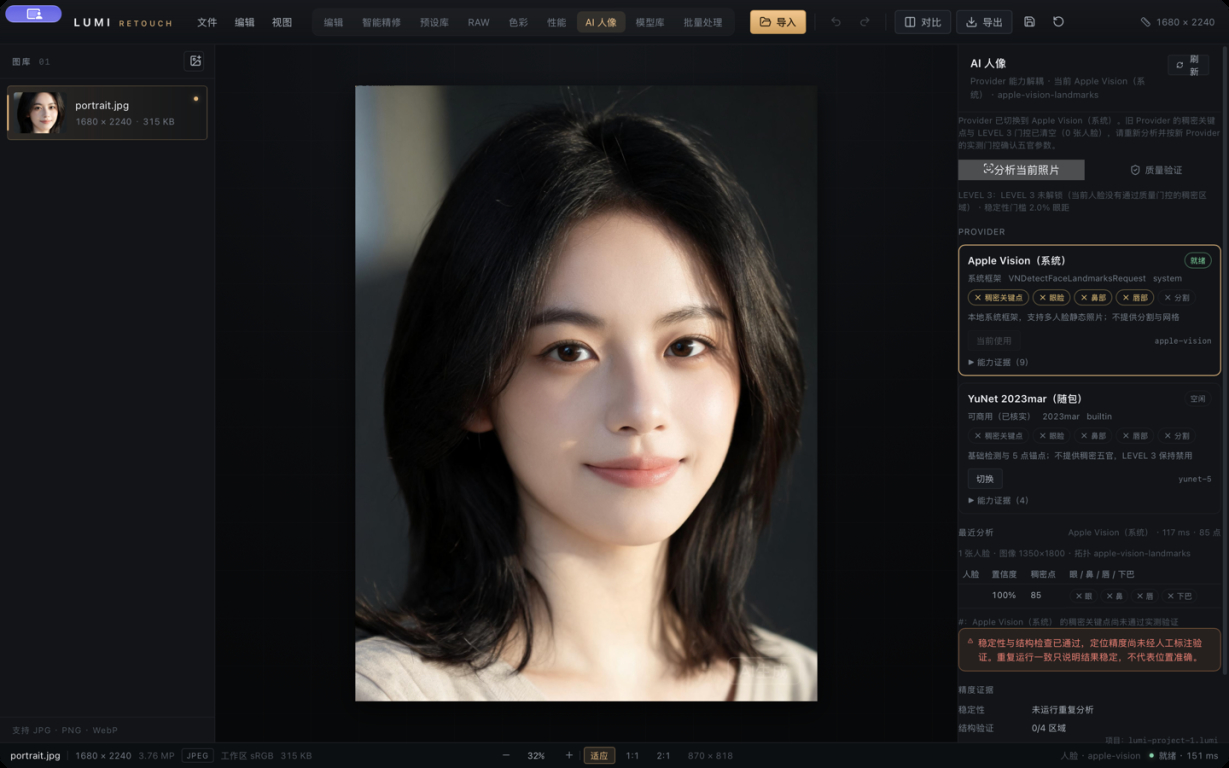 LUMI RETOUCH
文件 编辑 视图
编辑 智能精修 预设库 RAW 色彩 性能 AI 人像 模型库 批量处理
导入
对比
导出
1680 × 2240
图库 01
portrait.jpg
1680 × 2240 · 315 KB
支持 JPG · PNG · WebP
AI 人像
Provider 能力解耦 · 当前 Apple Vision（系
统） · apple-vision-landmarks
刷
新
Provider 已切换到 Apple Vision（系统）。旧 Provider 的稠密关键
点与 LEVEL 3 门控已清空（0 张人脸），请重新分析并按新 Provider
的实测门控确认五官参数。
分析当前照片
质量验证
LEVEL 3：LEVEL 3 未解锁（当前人脸没有通过质量门控的稠密区
域） · 稳定性门槛 2.0% 眼距
PROVIDER
Apple Vision（系统） 就绪
系统框架 VNDetectFaceLandmarksRequest system
✕ 稠密关键点 ✕ 眼睑 ✕ 鼻部 ✕ 唇部 ✕ 分割
本地系统框架，支持多人脸静态照片；不提供分割与网格
当前使用 apple-vision
▶ 能力证据（9）
YuNet 2023mar（随包） 空闲
可商用（已核实） 2023mar builtin
✕ 稠密关键点 ✕ 眼睑 ✕ 鼻部 ✕ 唇部 ✕ 分割
基础检测与 5 点锚点；不提供稠密五官，LEVEL 3 保持禁用
切换 yunet-5
▶ 能力证据（4）
最近分析 Apple Vision（系统） · 117 ms · 85 点
1 张人脸 · 图像 1350×1800 · 拓扑 apple-vision-landmarks
人脸 置信度 稠密点 眼 / 鼻 / 唇 / 下巴
100% 85 ✕ 眼 ✕ 鼻 ✕ 唇 ✕ 下巴
#：Apple Vision（系统） 的稠密关键点尚未通过实测验证
稳定性与结构检查已通过，定位精度尚未经人工标注验
证。重复运行一致只说明结果稳定，不代表位置准确。
精度证据
稳定性 未运行重复分析
结构验证 0/4 区域
项目：lumi-project-1.lumi
portrait.jpg 1680 × 2240 3.76 MP JPEG 工作区 sRGB 315 KB
− 32% + 适应 1:1 2:1 870 × 818
人脸 · apple-vision 就绪 · 151 ms